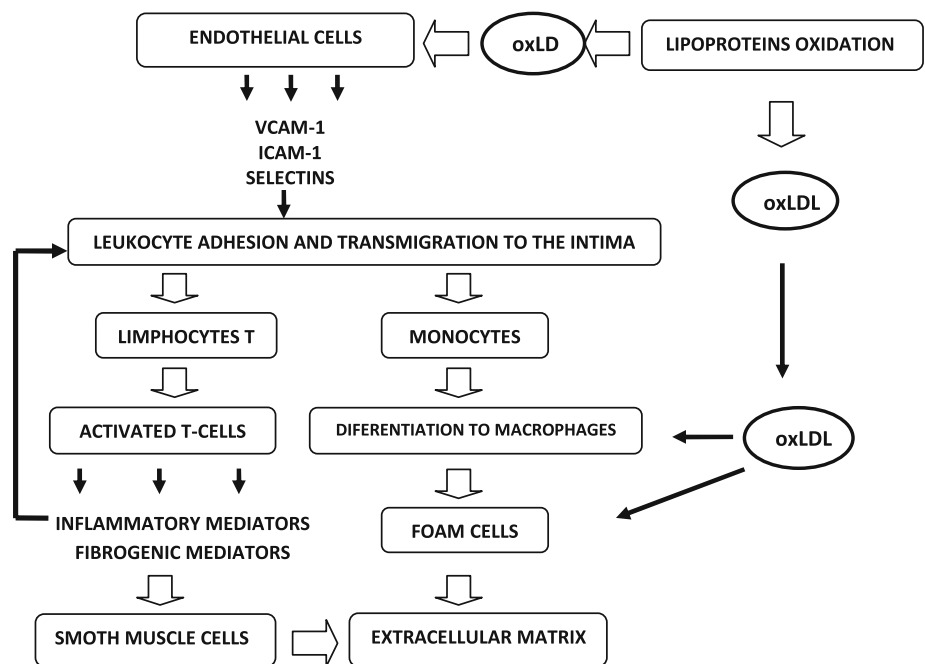 ENDOTHELIAL CELLS
oxLD
LIPOPROTEINS OXIDATION
VCAM-1
ICAM-1
SELECTINS
oxLDL
LEUKOCYTE ADHESION AND TRANSMIGRATION TO THE INTIMA
LIMPHOCYTES T
MONOCYTES
ACTIVATED T-CELLS
DIFERENTIATION TO MACROPHAGES
oxLDL
INFLAMMATORY MEDIATORS
FIBROGENIC MEDIATORS
FOAM CELLS
SMOTH MUSCLE CELLS
EXTRACELLULAR MATRIX